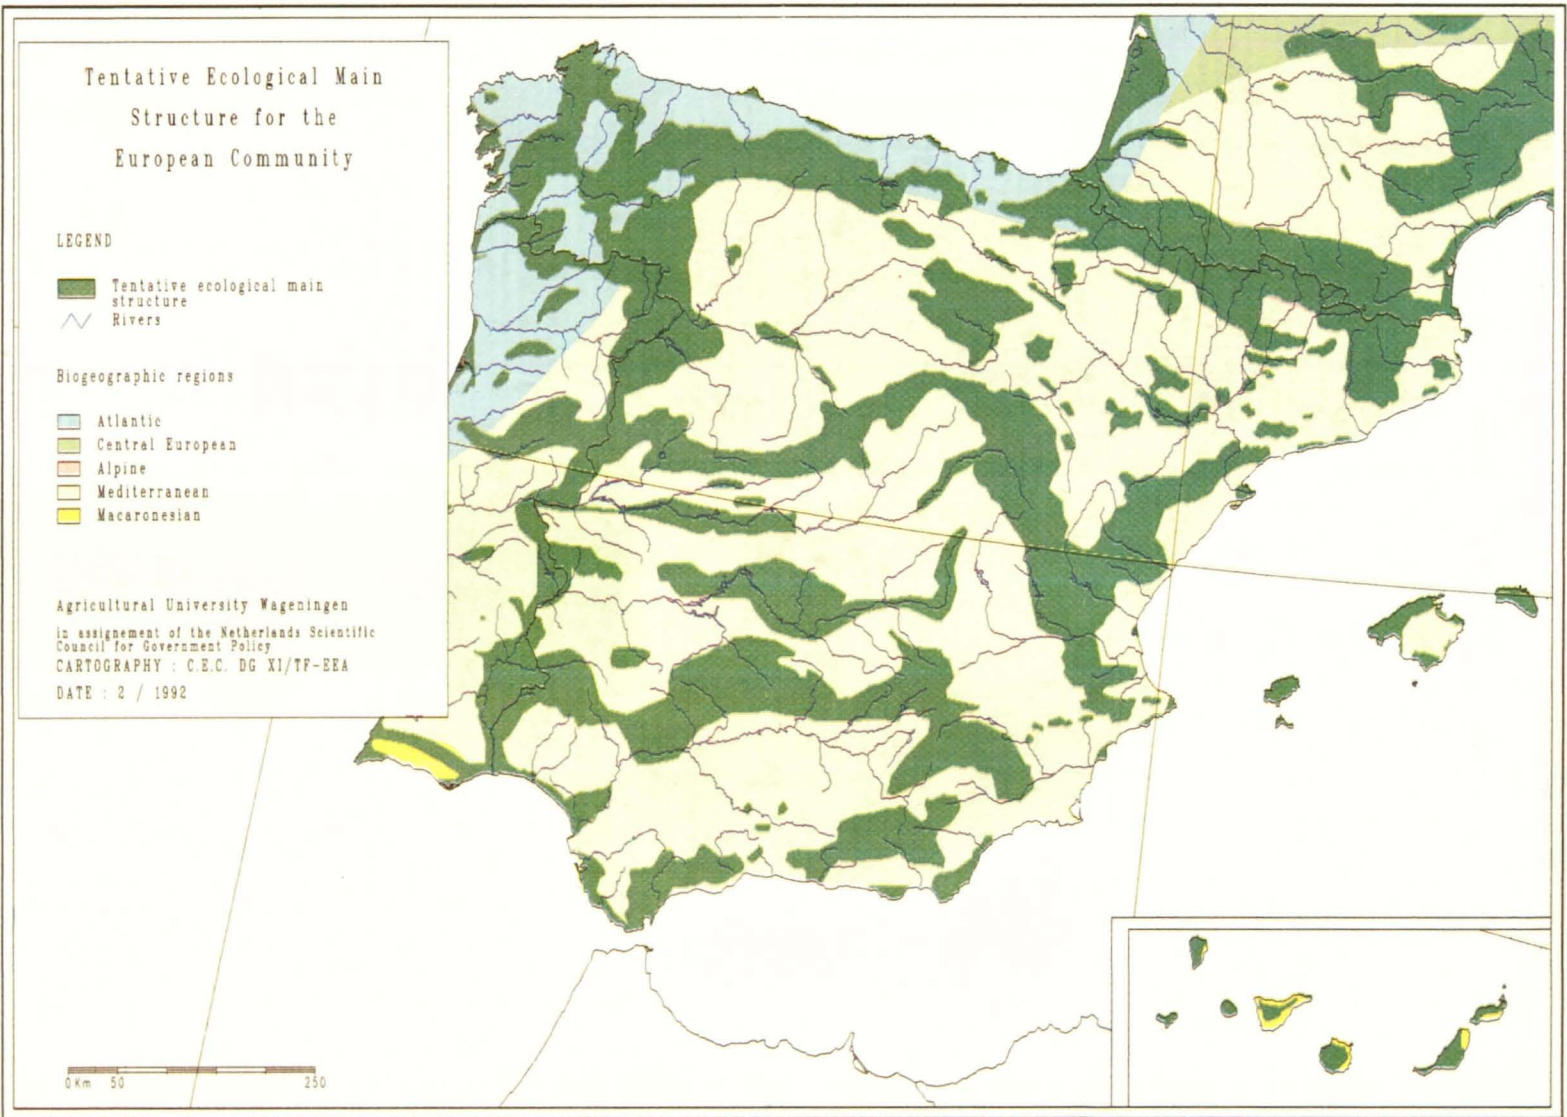 Tentative Ecological Main
Structure for the
European Community
LEGEND
Tentative ecological main
structure
Rivers
Biogeographic regions
Atlantic
Central European
Alpine
Mediterranean
Macaronesian
Agricultural University Wageningen
in assignement of the Netherlands Scientific
Council for Government Policy
CARTOGRAPHY : C.E.C. DG XI/TF-EEA
DATE : 2 / 1992
0 Km 50 250